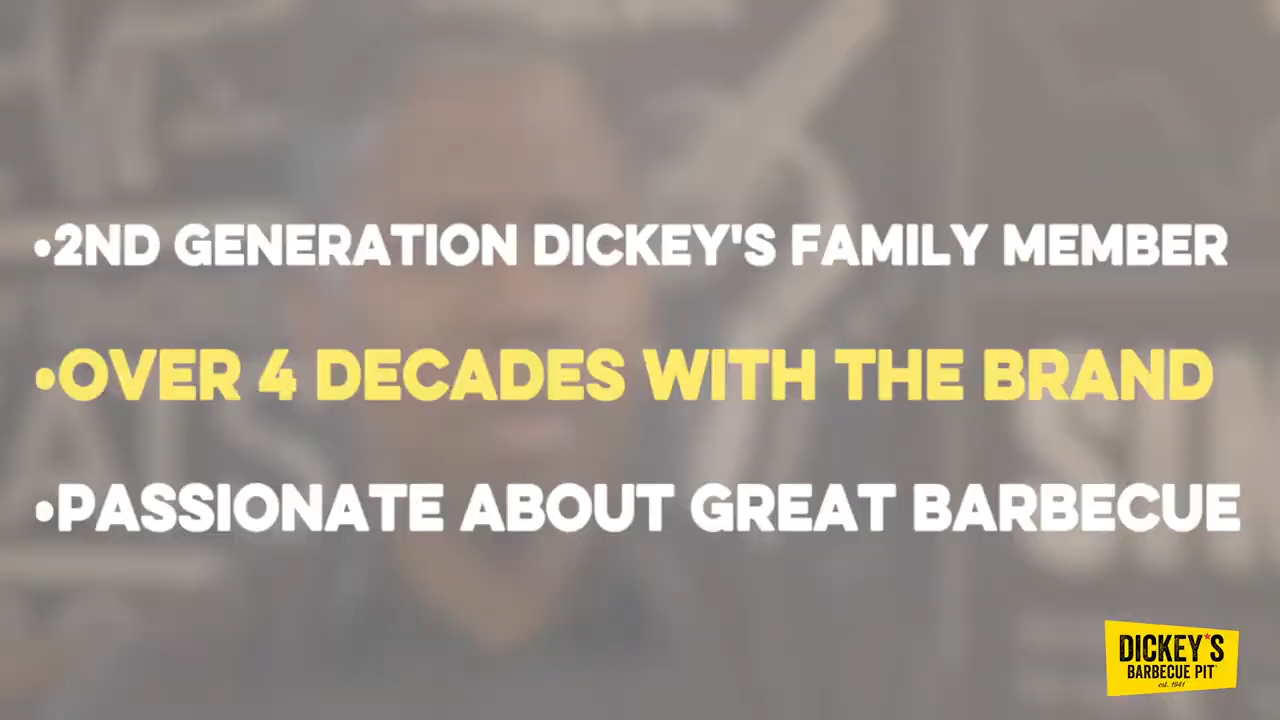 •2ND GENERATION DICKEY'S FAMILY MEMBER
•OVER 4 DECADES WITH THE BRAND
•PASSIONATE ABOUT GREAT BARBECUE
DICKEY'S
BARBECUE PIT
est. 1941